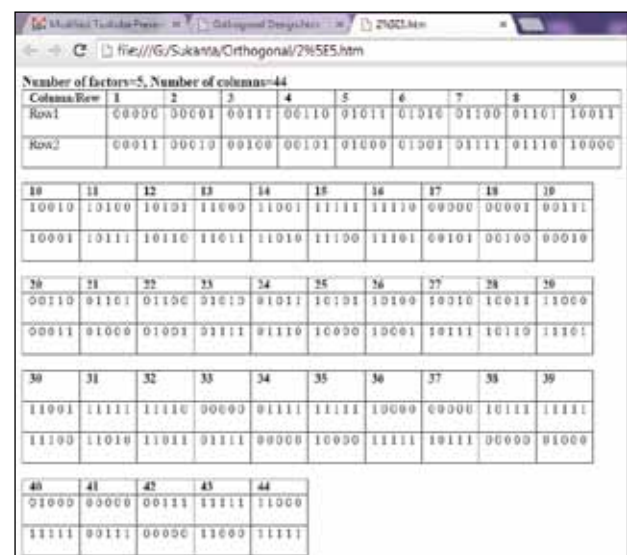 Modified Tsutsuba Power
Orthogonal Design.htm
2%5E5.htm
file:///G:/Sukanta/Orthogonal/2%5E5.htm
Number of factors=5, Number of columns=44
Column/Row 1 2 3 4 5 6 7 8 9
Row1 00000 00001 00111 00110 01011 01010 01100 01101 10011
Row2 00011 00010 00100 00101 01000 01001 01111 01110 10000
10 11 12 13 14 15 16 17 18 19
10010 10100 10101 11000 11001 11111 11110 00000 00001 00111
10001 10111 10110 11011 11010 11100 11101 00101 00100 00010
20 21 22 23 24 25 26 27 28 29
00110 01101 01100 01010 01011 10101 10100 10010 10011 11000
00011 01000 01001 01111 01110 10000 10001 10111 10110 11101
30 31 32 33 34 35 36 37 38 39
11001 11111 11110 00000 01111 11111 10000 00000 10111 11111
11100 11010 11011 01111 00000 10000 11111 10111 00000 01000
40 41 42 43 44
01000 00000 00111 11111 11000
11111 00111 00000 11000 11111